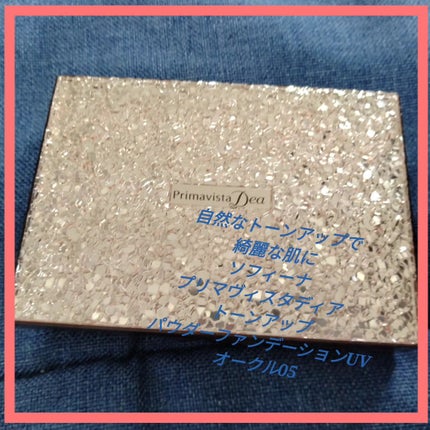 Primavista Dea
自然なトーンアップで
綺麗な肌に
ソフィーナ
プリマヴィスタディア
トーンアップ
パウダーファンデーションUV
オークル05